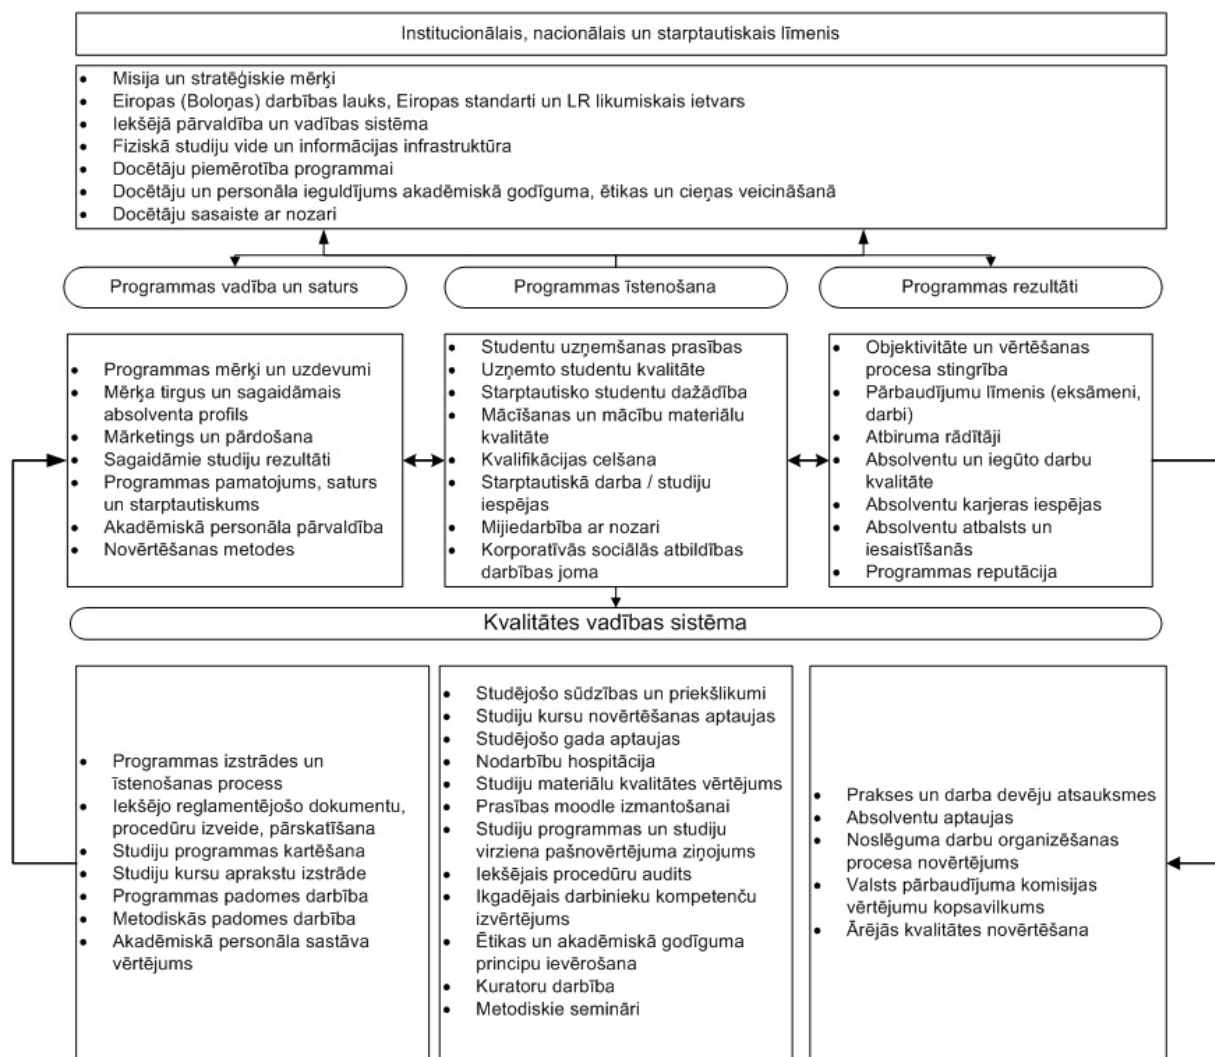 Institucionālais, nacionālais un starptautiskais līmenis
• Misija un stratēģiskie mērķi
• Eiropas (Boloņas) darbības lauks, Eiropas standarti un LR likumiskais ietvars
• Iekšējā pārvaldība un vadības sistēma
• Fiziskā studiju vide un informācijas infrastruktūra
• Docētāju piemērotība programmai
• Docētāju un personāla ieguldījums akadēmiskā godīguma, ētikas un cieņas veicināšanā
• Docētāju sasaiste ar nozari
Programmas vadība un saturs
Programmas īstenošana
Programmas rezultāti
• Programmas mērķi un uzdevumi
• Mērķa tirgus un sagaidāmais
absolventa profils
• Mārketings un pārdošana
• Sagaidāmie studiju rezultāti
• Programmas pamatojums, saturs
un starptautiskums
• Akadēmiskā personāla pārvaldība
• Novērtēšanas metodes
• Studentu uzņemšanas prasības
• Uzņemto studentu kvalitāte
• Starptautisko studentu dažādība
• Mācīšanas un mācību materiālu
kvalitāte
• Kvalifikācijas celšana
• Starptautiskā darba / studiju
iespējas
• Mijiedarbība ar nozari
• Korporatīvās sociālās atbildības
darbības joma
• Objektivitāte un vērtēšanas
procesa stingrība
• Pārbaudījumu līmenis (eksāmeni,
darbi)
• Atbiruma rādītāji
• Absolventu un iegūto darbu
kvalitāte
• Absolventu karjeras iespējas
• Absolventu atbalsts un
iesaistīšanās
• Programmas reputācija
Kvalitātes vadības sistēma
• Programmas izstrādes un
īstenošanas process
• Iekšējo reglamentējošo dokumentu,
procedūru izveide, pārskatīšana
• Studiju programmas kartēšana
• Studiju kursu aprakstu izstrāde
• Programmas padomes darbība
• Metodiskās padomes darbība
• Akadēmiskā personāla sastāva
vērtējums
• Studējošo sūdzības un priekšlikumi
• Studiju kursu novērtēšanas aptaujas
• Studējošo gada aptaujas
• Nodarbību hospitācija
• Studiju materiālu kvalitātes vērtējums
• Prasības moodle izmantošanai
• Studiju programmas un studiju
virziena pašnovērtējuma ziņojums
• Iekšējais procedūru audits
• Ikgadējais darbinieku kompetenču
izvērtējums
• Ētikas un akadēmiskā godīguma
principu ievērošana
• Kuratoru darbība
• Metodiskie semināri
• Prakses un darba devēju atsauksmes
• Absolventu aptaujas
• Noslēguma darbu organizēšanas
procesa novērtējums
• Valsts pārbaudījuma komisijas
vērtējumu kopsavilkums
• Ārējās kvalitātes novērtēšana